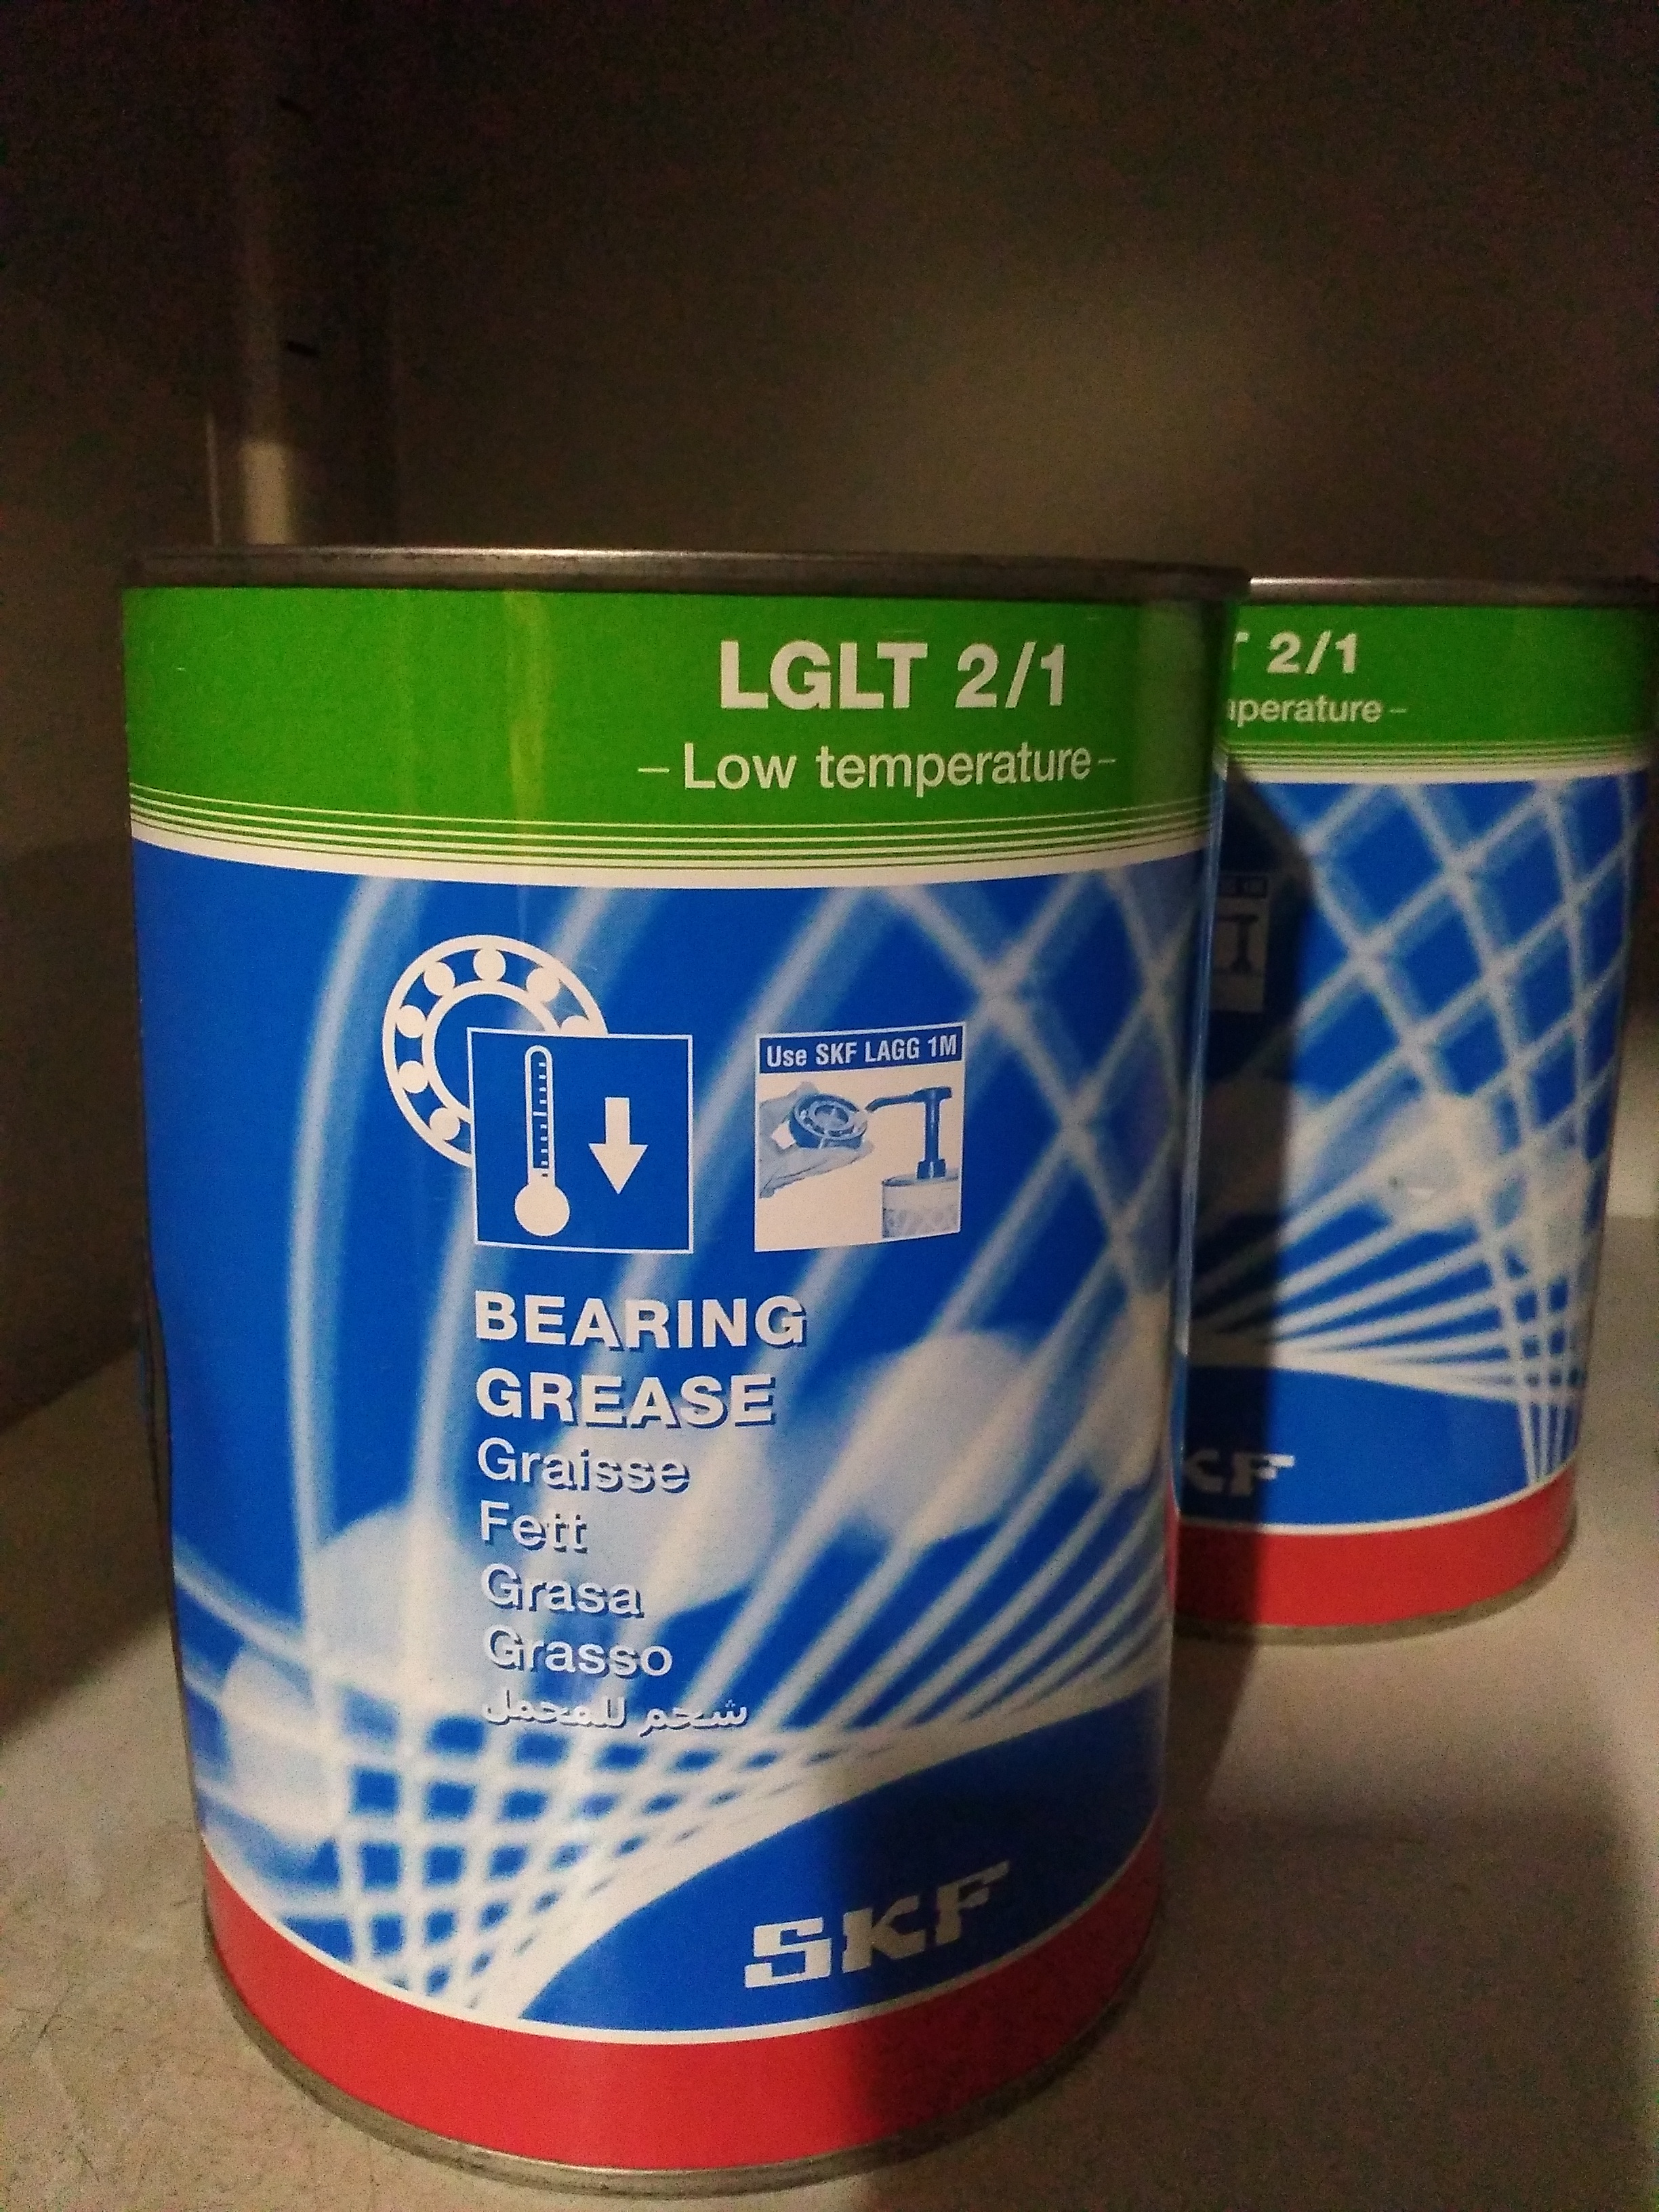 LGLT 2/1
– Low temperature –
Use SKF LAGG 1M
BEARING
GREASE
Graisse
Fett
Grasa
Grasso
شحم للمحمل
SKF
T 2/1
perature –
KF